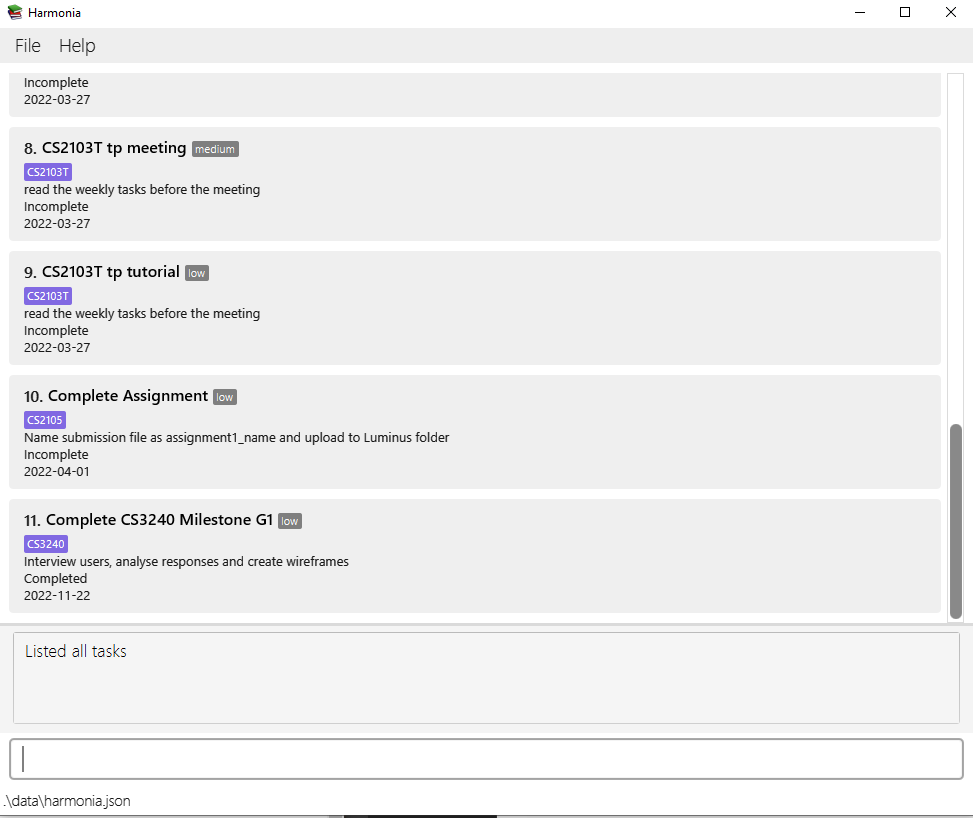 Harmonia
File Help
Incomplete
2022-03-27
8. CS2103T tp meeting medium
CS2103T
read the weekly tasks before the meeting
Incomplete
2022-03-27
9. CS2103T tp tutorial low
CS2103T
read the weekly tasks before the meeting
Incomplete
2022-03-27
10. Complete Assignment low
CS2105
Name submission file as assignment1_name and upload to Luminus folder
Incomplete
2022-04-01
11. Complete CS3240 Milestone G1 low
CS3240
Interview users, analyse responses and create wireframes
Completed
2022-11-22
Listed all tasks
.\data\harmonia.json